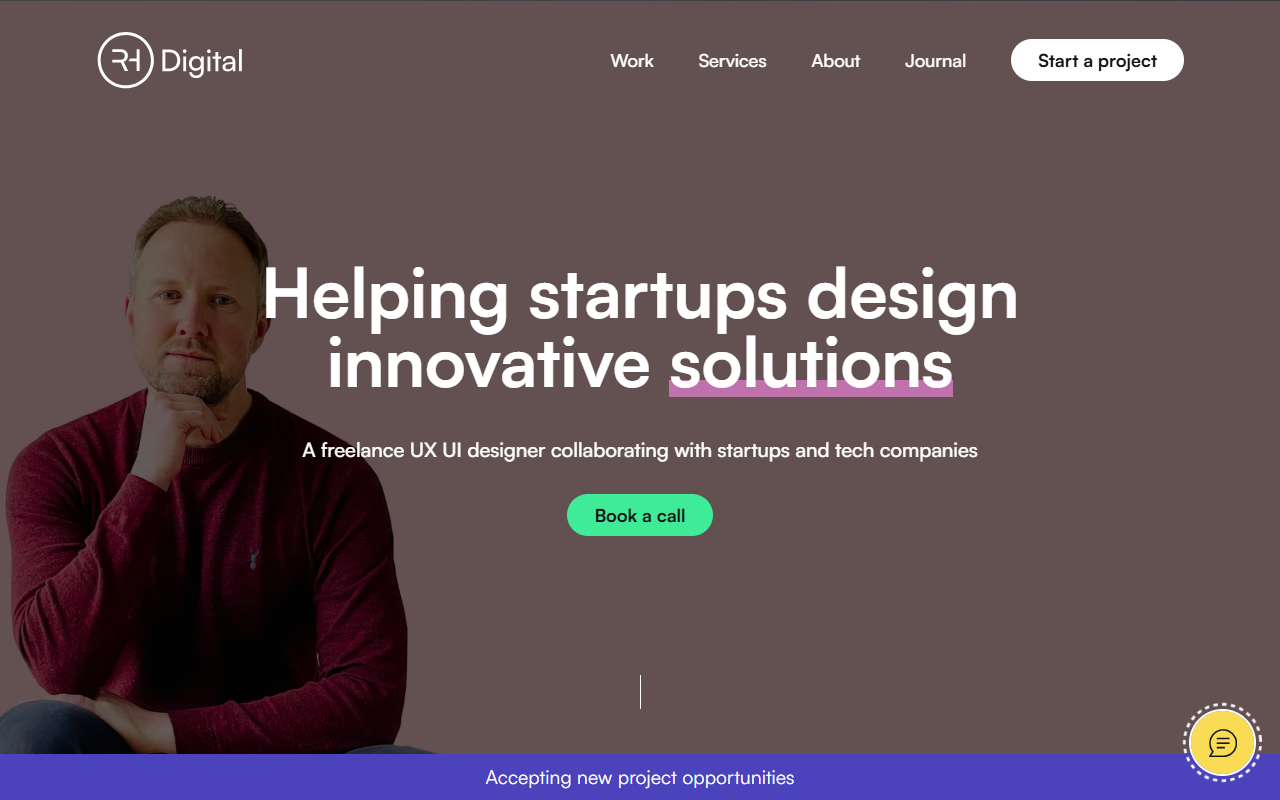 RH Digital
Work
Services
About
Journal
Start a project
Helping startups design
innovative solutions
A freelance UX UI designer collaborating with startups and tech companies
Book a call
Accepting new project opportunities